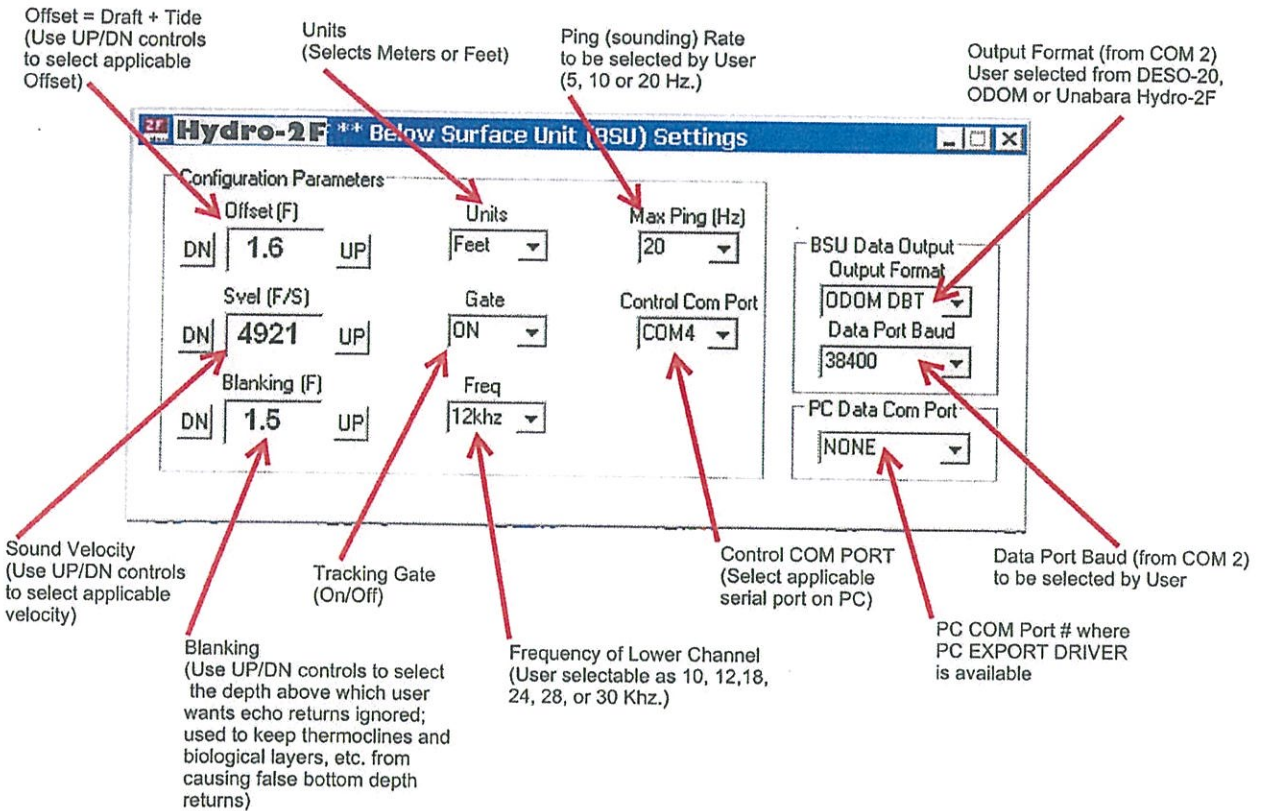 Offset = Draft + Tide
(Use UP/DN controls
to select applicable
Offset)
Units
(Selects Meters or Feet)
Ping (sounding) Rate
to be selected by User
(5, 10 or 20 Hz.)
Output Format (from COM 2)
User selected from DESO-20,
ODOM or Unabara Hydro-2F
2F
Hydro-2F ** Below Surface Unit (BSU) Settings
Configuration Parameters
Offset (F)
DN 1.6 UP
Units
Feet
Max Ping (Hz)
20
Svel (F/S)
DN 4921 UP
Gate
ON
Control Com Port
COM4
Blanking (F)
DN 1.5 UP
Freq
12khz
BSU Data Output
Output Format
ODOM DBT
Data Port Baud
38400
PC Data Com Port
NONE
Sound Velocity
(Use UP/DN controls
to select applicable
velocity)
Tracking Gate
(On/Off)
Control COM PORT
(Select applicable
serial port on PC)
Data Port Baud (from COM 2)
to be selected by User
Blanking
(Use UP/DN controls to select
the depth above which user
wants echo returns ignored;
used to keep thermoclines and
biological layers, etc. from
causing false bottom depth
returns)
Frequency of Lower Channel
(User selectable as 10, 12,18,
24, 28, or 30 Khz.)
PC COM Port # where
PC EXPORT DRIVER
is available